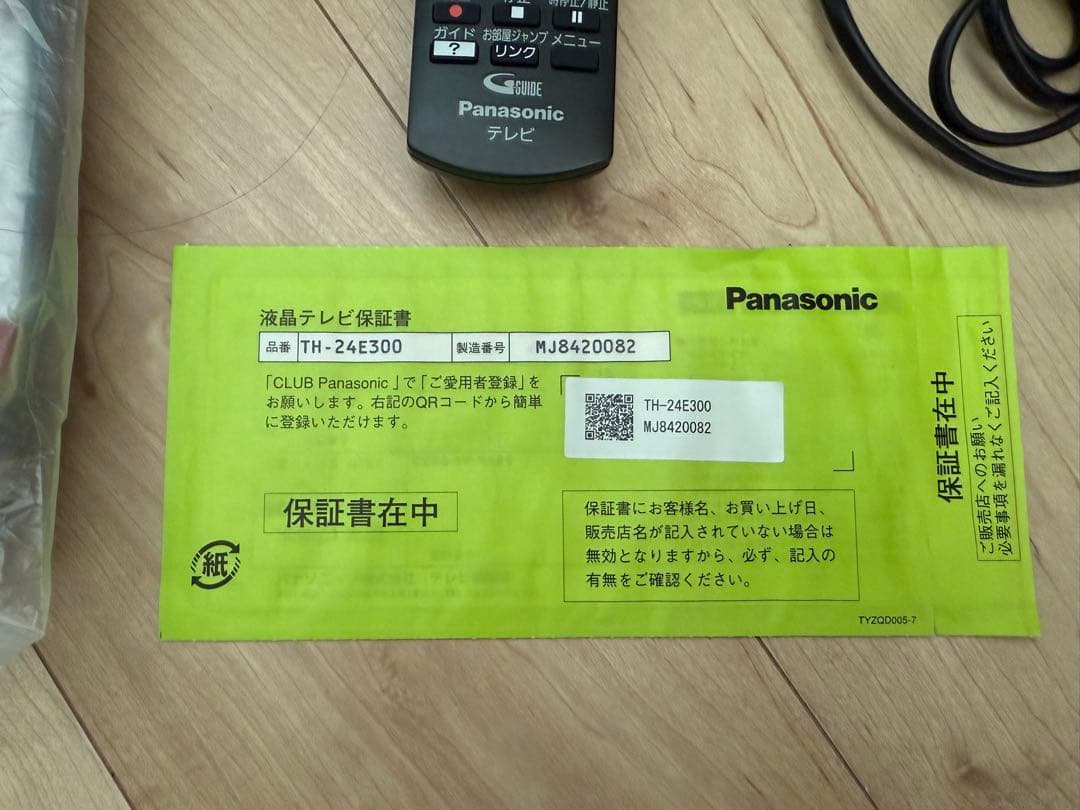 停止
一時停止/静止
ガイド お部屋ジャンプ メニュー
? リンク
G GUIDE
Panasonic
テレビ
Panasonic
液晶テレビ保証書
品番 TH-24E300 製造番号 MJ8420082
「CLUB Panasonic」で「ご愛用者登録」を
お願いします。右記のQRコードから簡単
に登録いただけます。
TH-24E300
MJ8420082
保証書在中
保証書にお客様名、お買い上げ日、
販売店名が記入されていない場合は
無効となりますから、必ず、記入の
有無をご確認ください。
紙
TYZQD005-7
保証書在中
ご販売店へのお願い
必要事項を漏れなくご記入ください